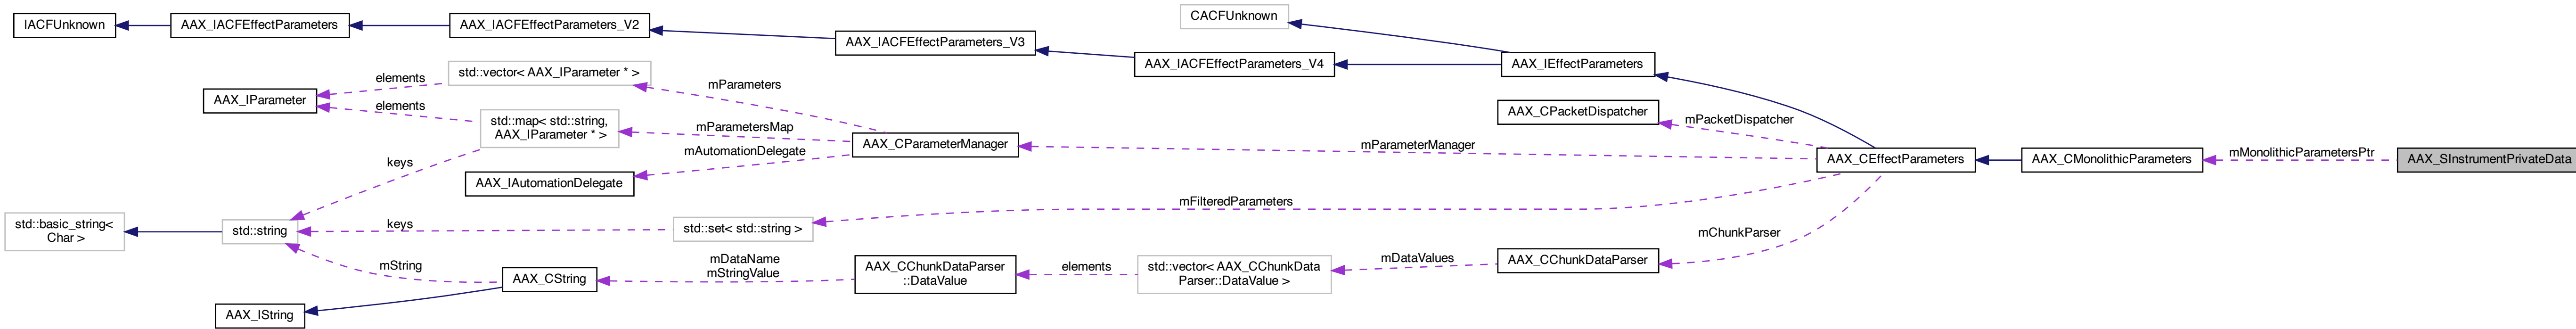 IACFUnknown
AAX_IACFEffectParameters
AAX_IACFEffectParameters_V2
AAX_IACFEffectParameters_V3
AAX_IACFEffectParameters_V4
CACFUnknown
AAX_IEffectParameters
AAX_IParameter
elements
elements
std::vector< AAX_IParameter * >
std::map< std::string,
AAX_IParameter * >
mParameters
mParametersMap
mAutomationDelegate
AAX_CParameterManager
AAX_IAutomationDelegate
keys
AAX_CPacketDispatcher
mPacketDispatcher
mParameterManager
AAX_CEffectParameters
AAX_CMonolithicParameters
mMonolithicParametersPtr
AAX_SInstrumentPrivateData
std::basic_string<
Char >
std::string
keys
std::set< std::string >
mFilteredParameters
mChunkParser
mString
AAX_CString
mDataName
mStringValue
AAX_CChunkDataParser
::DataValue
elements
std::vector< AAX_CChunkData
Parser::DataValue >
mDataValues
AAX_CChunkDataParser
AAX_IString